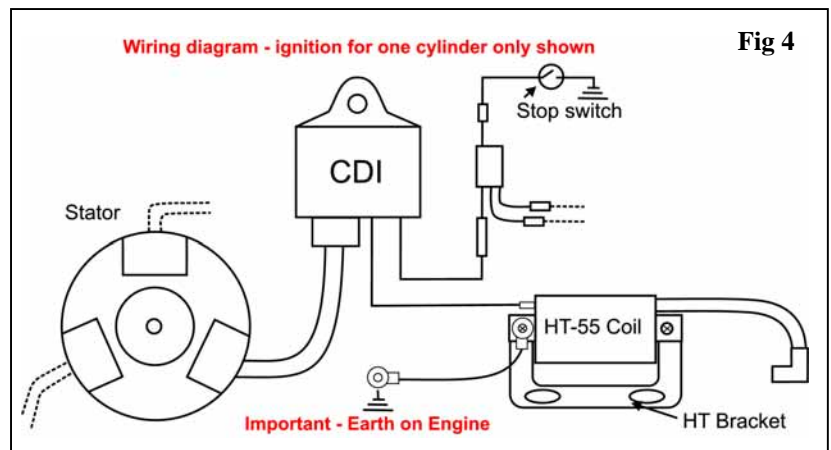 Wiring diagram - ignition for one cylinder only shown
Fig 4
Stop switch
CDI
Stator
HT-55 Coil
Important - Earth on Engine
HT Bracket